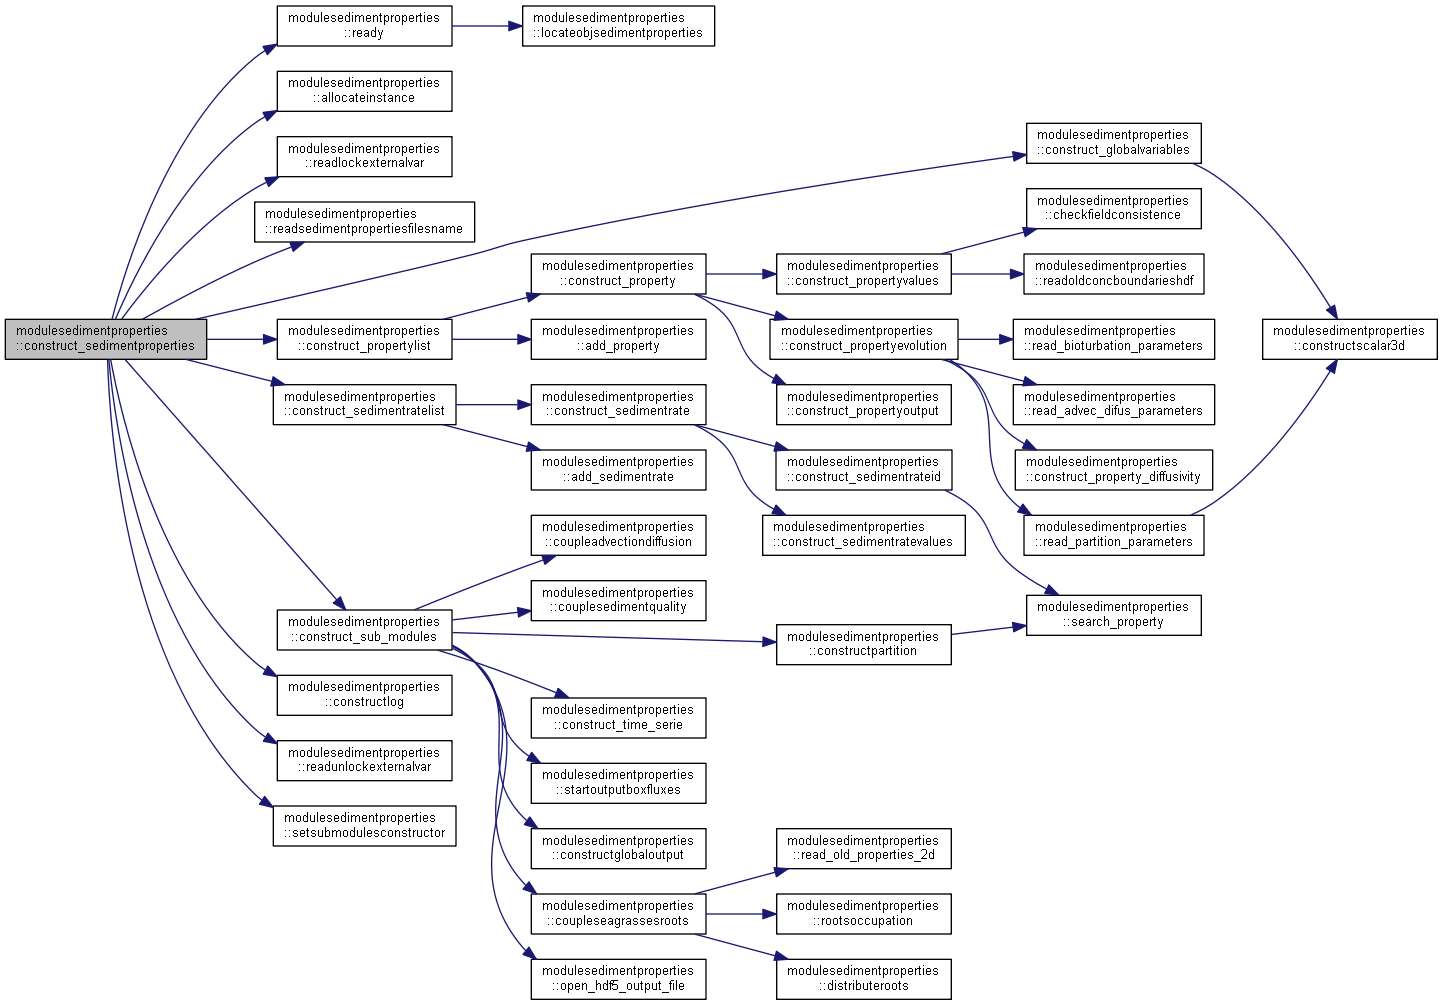 modulesedimentproperties
::construct_sedimentproperties
modulesedimentproperties
::ready
modulesedimentproperties
::locateobjsedimentproperties
modulesedimentproperties
::allocateinstance
modulesedimentproperties
::readlockexternalvar
modulesedimentproperties
::readsedimentpropertiesfilesname
modulesedimentproperties
::construct_globalvariables
modulesedimentproperties
::constructscalar3d
modulesedimentproperties
::construct_propertylist
modulesedimentproperties
::construct_property
modulesedimentproperties
::add_property
modulesedimentproperties
::construct_propertyvalues
modulesedimentproperties
::checkfieldconsistence
modulesedimentproperties
::readoldconcboundarieshdf
modulesedimentproperties
::construct_propertyevolution
modulesedimentproperties
::read_bioturbation_parameters
modulesedimentproperties
::read_advec_difus_parameters
modulesedimentproperties
::construct_property_diffusivity
modulesedimentproperties
::read_partition_parameters
modulesedimentproperties
::construct_propertyoutput
modulesedimentproperties
::construct_sedimentratelist
modulesedimentproperties
::construct_sedimentrate
modulesedimentproperties
::add_sedimentrate
modulesedimentproperties
::construct_sedimentrateid
modulesedimentproperties
::construct_sedimentratevalues
modulesedimentproperties
::search_property
modulesedimentproperties
::construct_sub_modules
modulesedimentproperties
::coupleadvectiondiffusion
modulesedimentproperties
::couplesedimentquality
modulesedimentproperties
::constructpartition
modulesedimentproperties
::construct_time_serie
modulesedimentproperties
::startoutputboxfluxes
modulesedimentproperties
::constructglobaloutput
modulesedimentproperties
::coupleseagrassesroots
modulesedimentproperties
::read_old_properties_2d
modulesedimentproperties
::rootsoccupation
modulesedimentproperties
::distributeroots
modulesedimentproperties
::open_hdf5_output_file
modulesedimentproperties
::constructlog
modulesedimentproperties
::readunlockexternalvar
modulesedimentproperties
::setsubmodulesconstructor